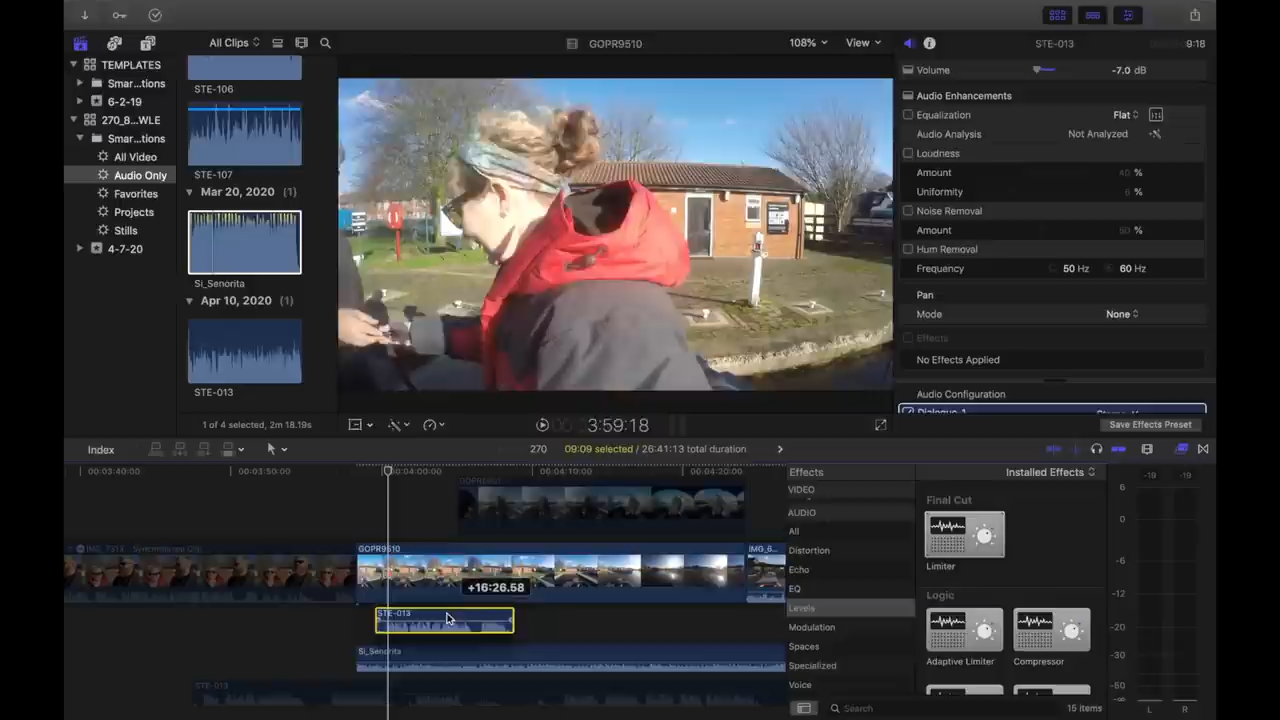 All Clips
GOPR9510
108%
View
STE-013
9:18
TEMPLATES
Smar...tions
6-2-19
270_8...WLE
Smar...tions
All Video
Audio Only
Favorites
Projects
Stills
4-7-20
STE-106
STE-107
Mar 20, 2020 (1)
Si_Senorita
Apr 10, 2020 (1)
STE-013
1 of 4 selected, 2m 18.19s
Volume
-7.0 dB
Audio Enhancements
Equalization
Flat
Audio Analysis
Not Analyzed
Loudness
Amount
40 %
Uniformity
6 %
Noise Removal
Amount
50 %
Hum Removal
Frequency
50 Hz
60 Hz
Pan
Mode
None
Effects
No Effects Applied
Audio Configuration
Dialogue-1
Save Effects Preset
3:59:18
Index
270
09:09 selected / 26:41:13 total duration
00:03:40:00
00:03:50:00
00:04:00:00
00:04:10:00
00:04:20:00
GOPR9510
IMG_6...
+16:26.58
STE-013
Si_Senorita
STE-013
Effects
Installed Effects
VIDEO
AUDIO
All
Distortion
Echo
EQ
Levels
Modulation
Spaces
Specialized
Voice
Final Cut
Limiter
Logic
Adaptive Limiter
Compressor
Search
15 items
-19
-19
6
0
-6
-12
-20
-30
-50
-∞
L
R